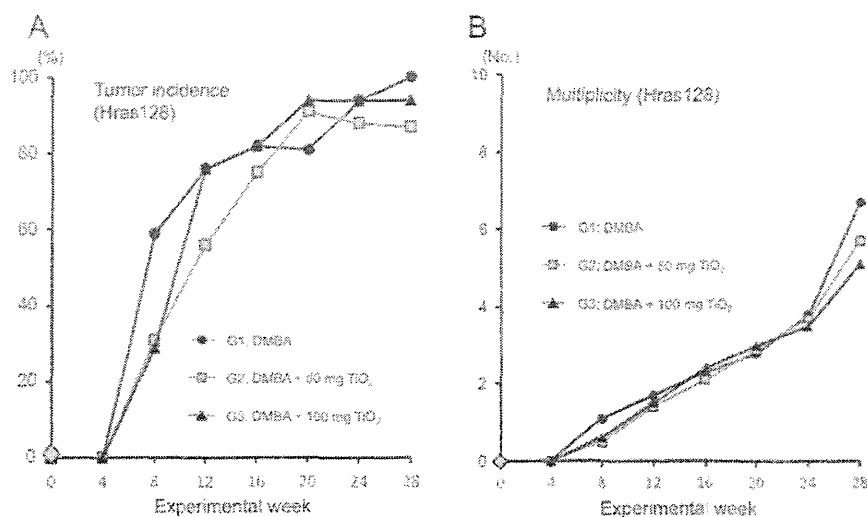 A
(%)
Tumor incidence
(Hras128)
100
80
60
40
20
0
G1: DMBA
G2: DMBA + 50 mg TiO2
G3: DMBA + 100 mg TiO2
0 4 8 12 16 20 24 28
Experimental week
B
(No.)
Multiplicity (Hras128)
10
8
6
4
2
0
G1: DMBA
G2: DMBA + 50 mg TiO2
G3: DMBA + 100 mg TiO2
0 4 8 12 16 20 24 28
Experimental week